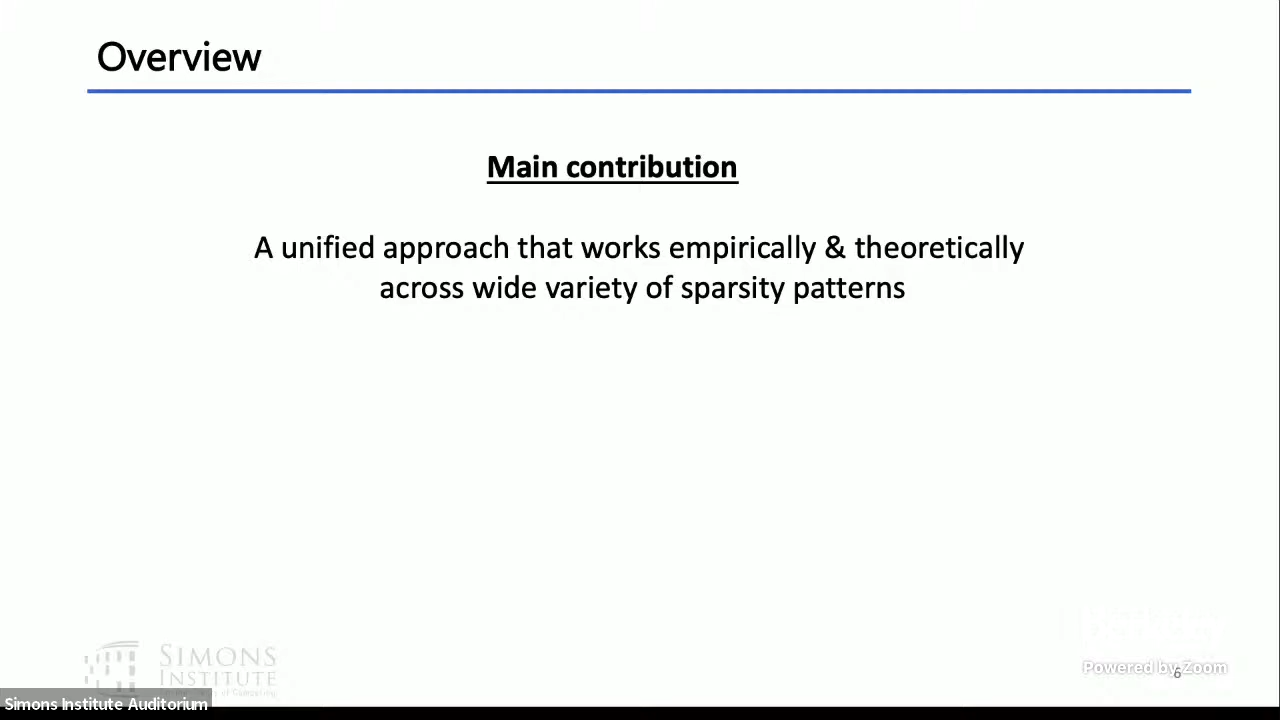 Overview
Main contribution
A unified approach that works empirically & theoretically
across wide variety of sparsity patterns
SIMONS
INSTITUTE
Powered by Zoom
6
Simons Institute Auditorium